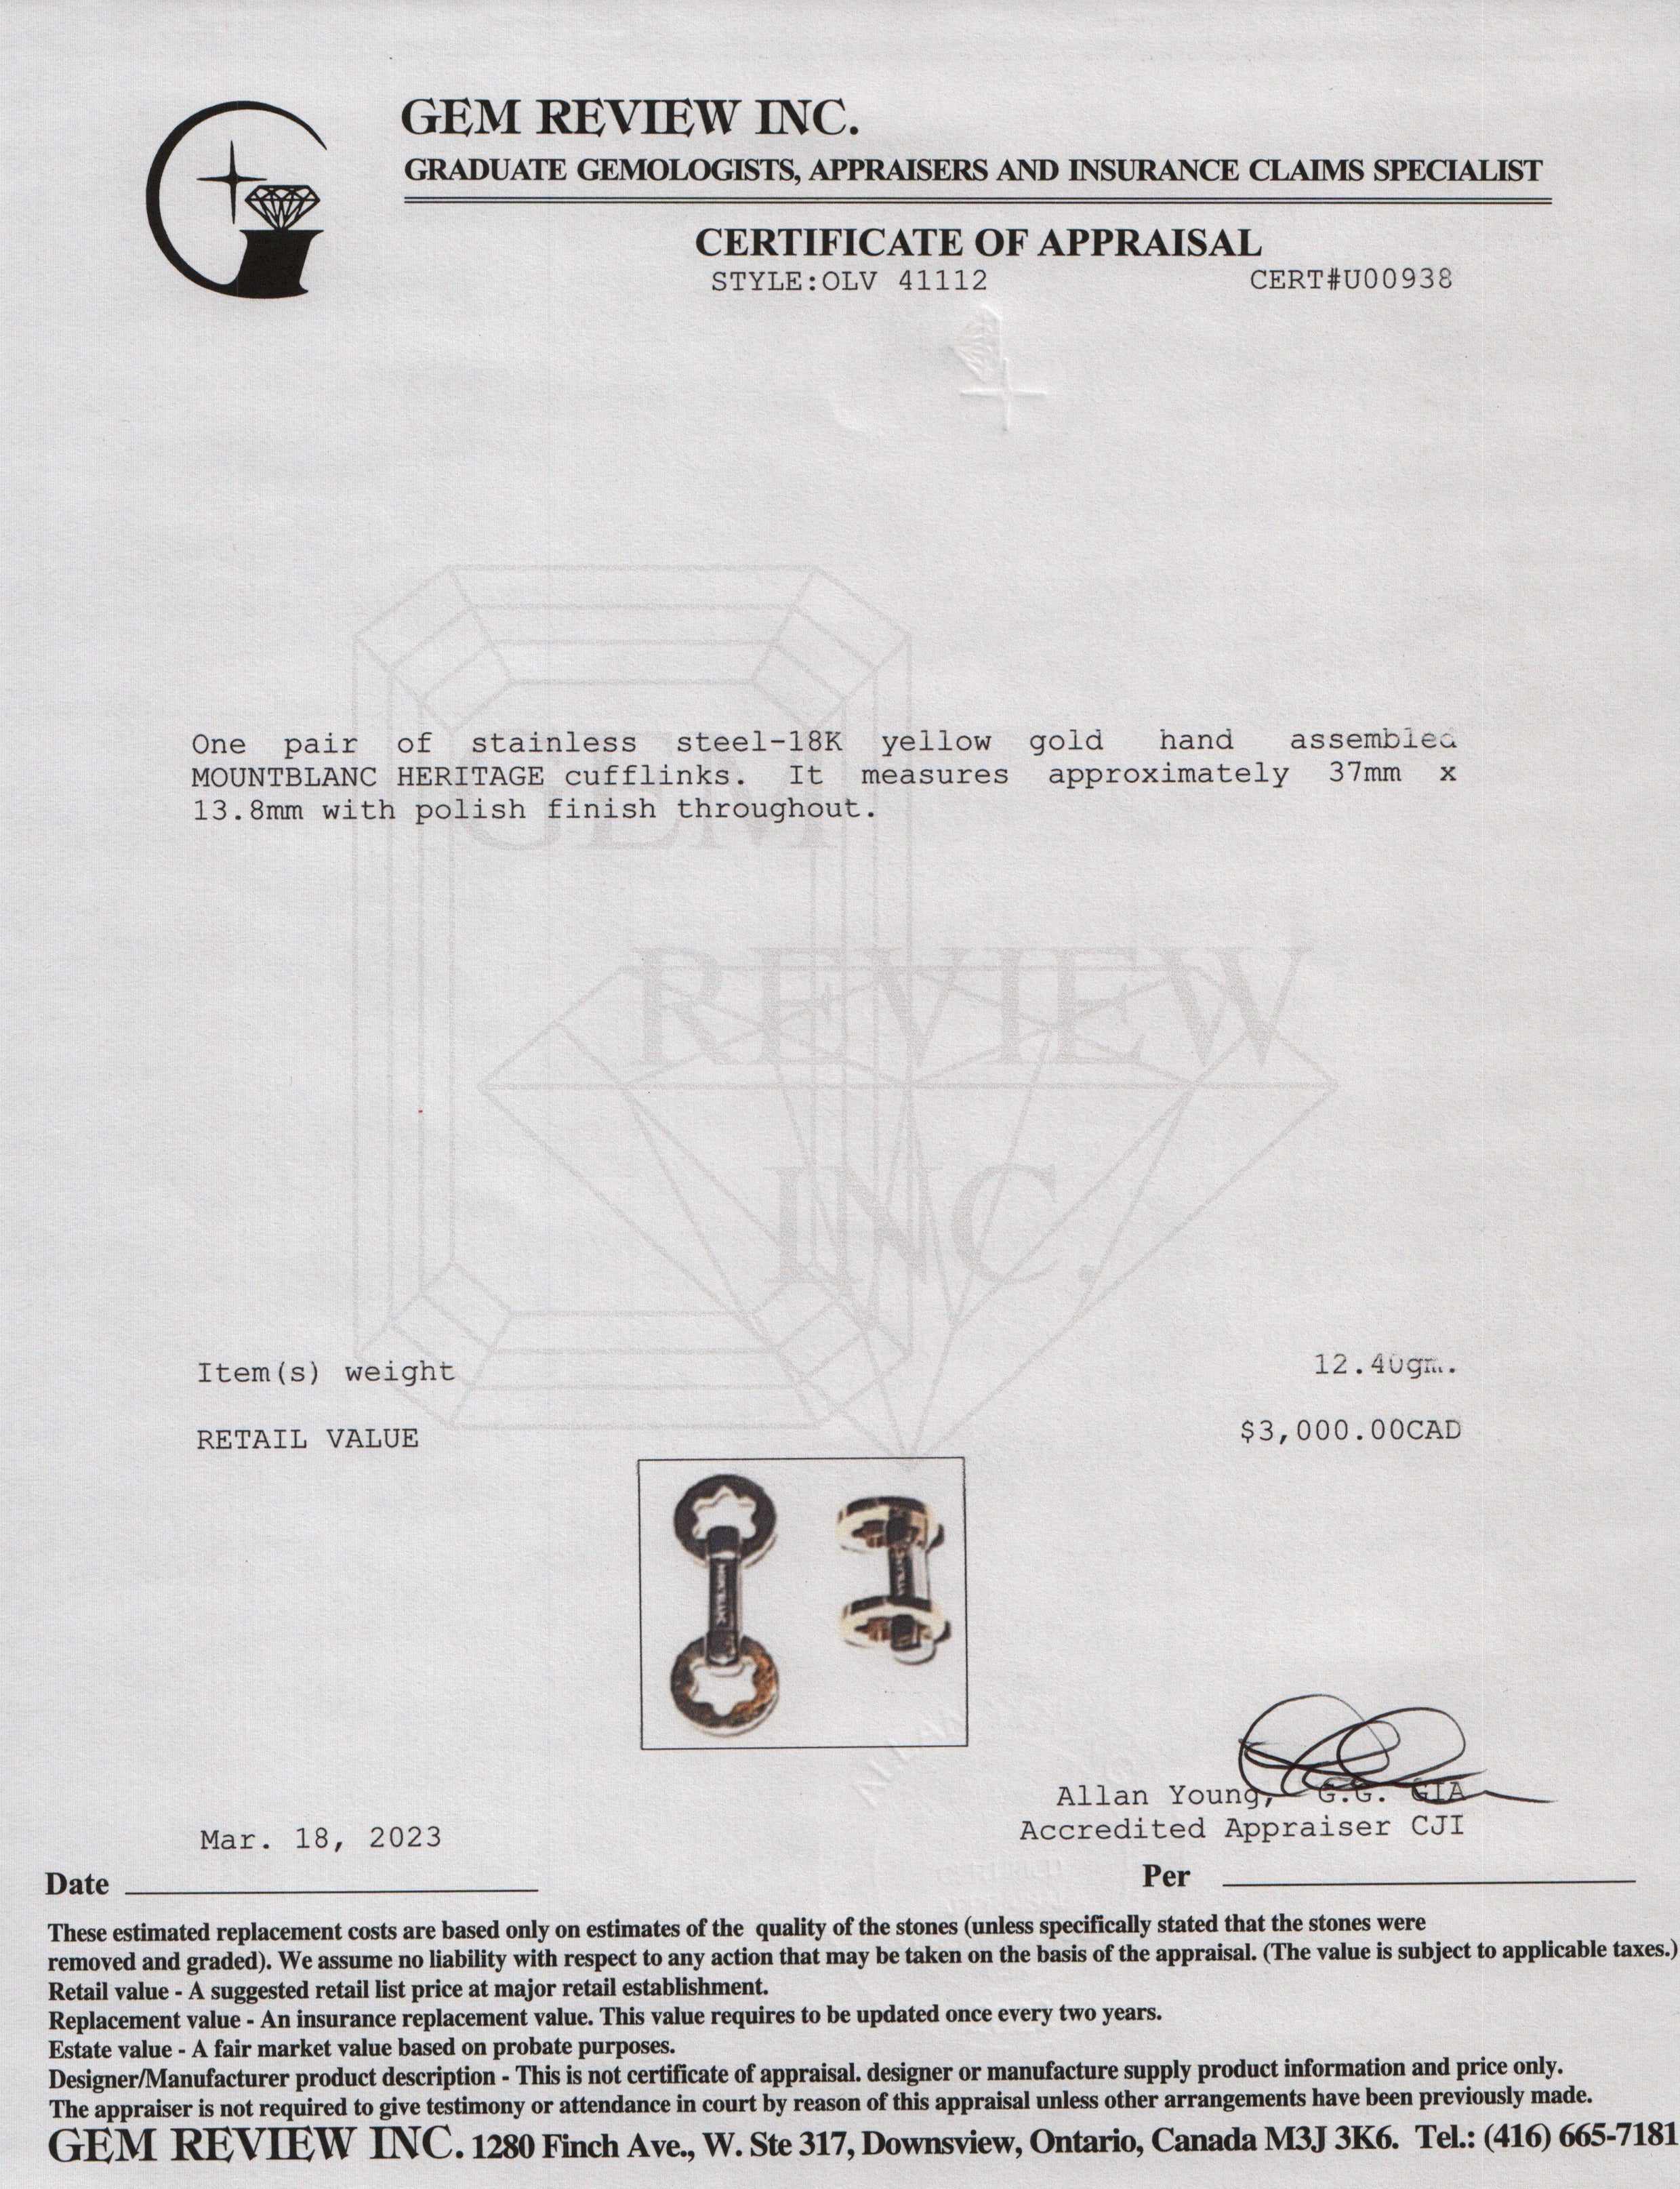 GEM REVIEW INC.
GRADUATE GEMOLOGISTS, APPRAISERS AND INSURANCE CLAIMS SPECIALIST
CERTIFICATE OF APPRAISAL
STYLE:OLV 41112 CERT#U00938
One pair of stainless steel-18K yellow gold hand assembled
MOUNTBLANC HERITAGE cufflinks. It measures approximately 37mm x
13.8mm with polish finish throughout.
GEM
REVIEW
INC.
Item(s) weight 12.40gm.
RETAIL VALUE $3,000.00CAD
Allan Young, G.G. GIA
Accredited Appraiser CJI
Mar. 18, 2023
Date Per
These estimated replacement costs are based only on estimates of the quality of the stones (unless specifically stated that the stones were
removed and graded). We assume no liability with respect to any action that may be taken on the basis of the appraisal. (The value is subject to applicable taxes.)
Retail value - A suggested retail list price at major retail establishment.
Replacement value - An insurance replacement value. This value requires to be updated once every two years.
Estate value - A fair market value based on probate purposes.
Designer/Manufacturer product description - This is not certificate of appraisal. designer or manufacture supply product information and price only.
The appraiser is not required to give testimony or attendance in court by reason of this appraisal unless other arrangements have been previously made.
GEM REVIEW INC. 1280 Finch Ave., W. Ste 317, Downsview, Ontario, Canada M3J 3K6. Tel.: (416) 665-7181